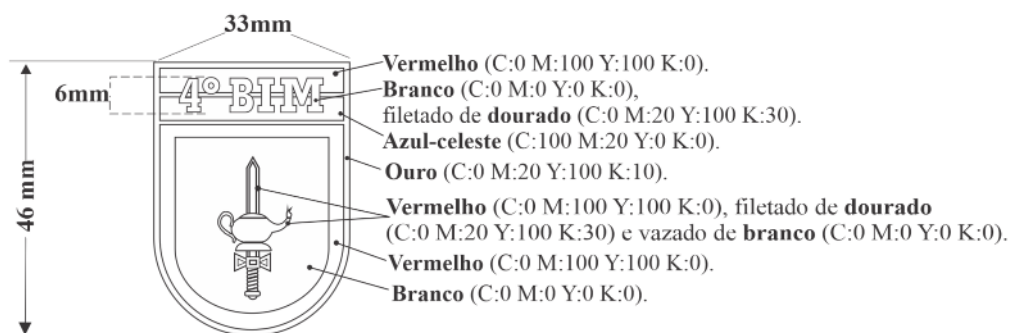 33mm
Vermelho (C:0 M:100 Y:100 K:0).
6mm
4º BIM
Branco (C:0 M:0 Y:0 K:0),
filetado de dourado (C:0 M:20 Y:100 K:30).
Azul-celeste (C:100 M:20 Y:0 K:0).
Ouro (C:0 M:20 Y:100 K:10).
46 mm
Vermelho (C:0 M:100 Y:100 K:0), filetado de dourado
(C:0 M:20 Y:100 K:30) e vazado de branco (C:0 M:0 Y:0 K:0).
Vermelho (C:0 M:100 Y:100 K:0).
Branco (C:0 M:0 Y:0 K:0).